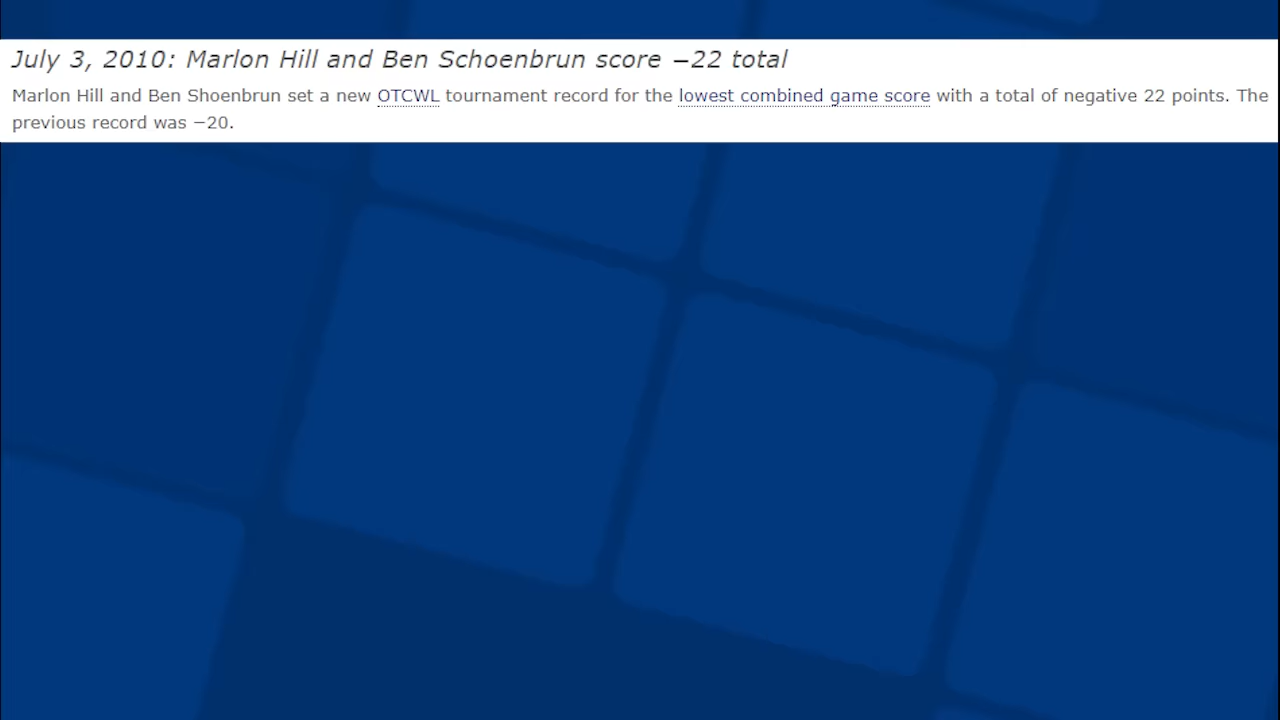 July 3, 2010: Marlon Hill and Ben Schoenbrun score −22 total
Marlon Hill and Ben Shoenbrun set a new OTCWL tournament record for the lowest combined game score with a total of negative 22 points. The
previous record was −20.